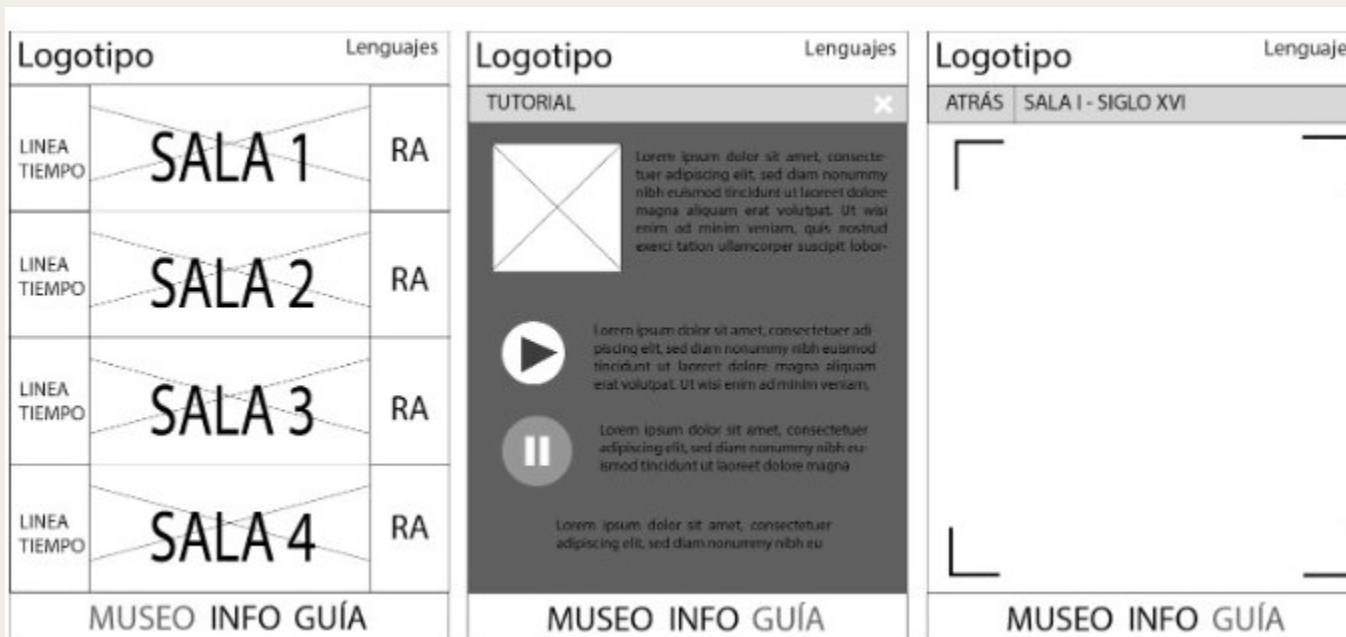 Logotipo
Lenguajes
LINEA
TIEMPO
SALA 1
RA
LINEA
TIEMPO
SALA 2
RA
LINEA
TIEMPO
SALA 3
RA
LINEA
TIEMPO
SALA 4
RA
MUSEO INFO GUÍA
Logotipo
Lenguajes
TUTORIAL
Lorem ipsum dolor sit amet, consecte-
tuer adipiscing elit, sed diam nonummy
nibh euismod tincidunt ut laoreet dolore
magna aliquam erat volutpat. Ut wisi
enim ad minim veniam, quis nostrud
exerci tation ullamcorper suscipit lobor-
Lorem ipsum dolor sit amet, consectetuer adi
piscing elit, sed diam nonummy nibh euismod
tincidunt ut laoreet dolore magna aliquam
erat volutpat. Ut wisi enim ad minim veniam,
Lorem ipsum dolor sit amet, consectetuer
adipiscing elit, sed diam nonummy nibh eu-
ismod tincidunt ut laoreet dolore magna
Lorem ipsum dolor sit amet, consectetuer
adipiscing elit, sed diam nonummy nibh eu
MUSEO INFO GUÍA
Logotipo
Lenguaje
ATRÁS
SALA I - SIGLO XVI
MUSEO INFO GUÍA